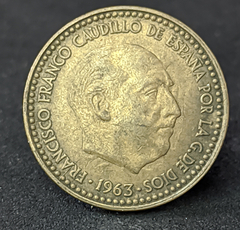 ·FRANCISCO FRANCO CAUDILLO DE ESPAÑA POR LA G. DE DIOS·
1963